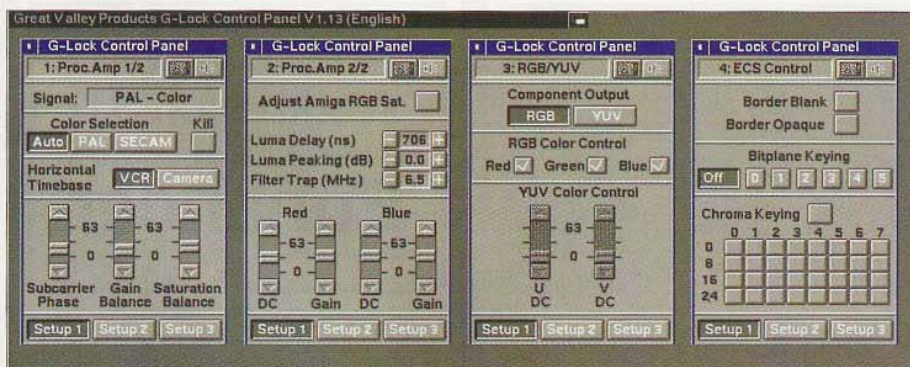 Great Valley Products G-Lock Control Panel V 1.13 (English)
G-Lock Control Panel
1: Proc.Amp 1/2
Signal: PAL - Color
Color Selection Kill
Auto PAL SECAM
Horizontal Timebase VCR Camera
63 63
0 0
Subcarrier Phase Gain Balance Saturation Balance
Setup 1 Setup 2 Setup 3
G-Lock Control Panel
2: Proc.Amp 2/2
Adjust Amiga RGB Sat.
Luma Delay (ns) 706
Luma Peaking (dB) 0.0
Filter Trap (MHz) 6.5
Red Blue
63 63
0 0
DC Gain DC Gain
Setup 1 Setup 2 Setup 3
G-Lock Control Panel
3: RGB/YUV
Component Output
RGB YUV
RGB Color Control
Red Green Blue
YUV Color Control
63
0
U DC V DC
Setup 1 Setup 2 Setup 3
G-Lock Control Panel
4: ECS Control
Border Blank
Border Opaque
Bitplane Keying
Off 0 1 2 3 4 5
Chroma Keying
0 1 2 3 4 5 6 7
0
8
16
24
Setup 1 Setup 2 Setup 3